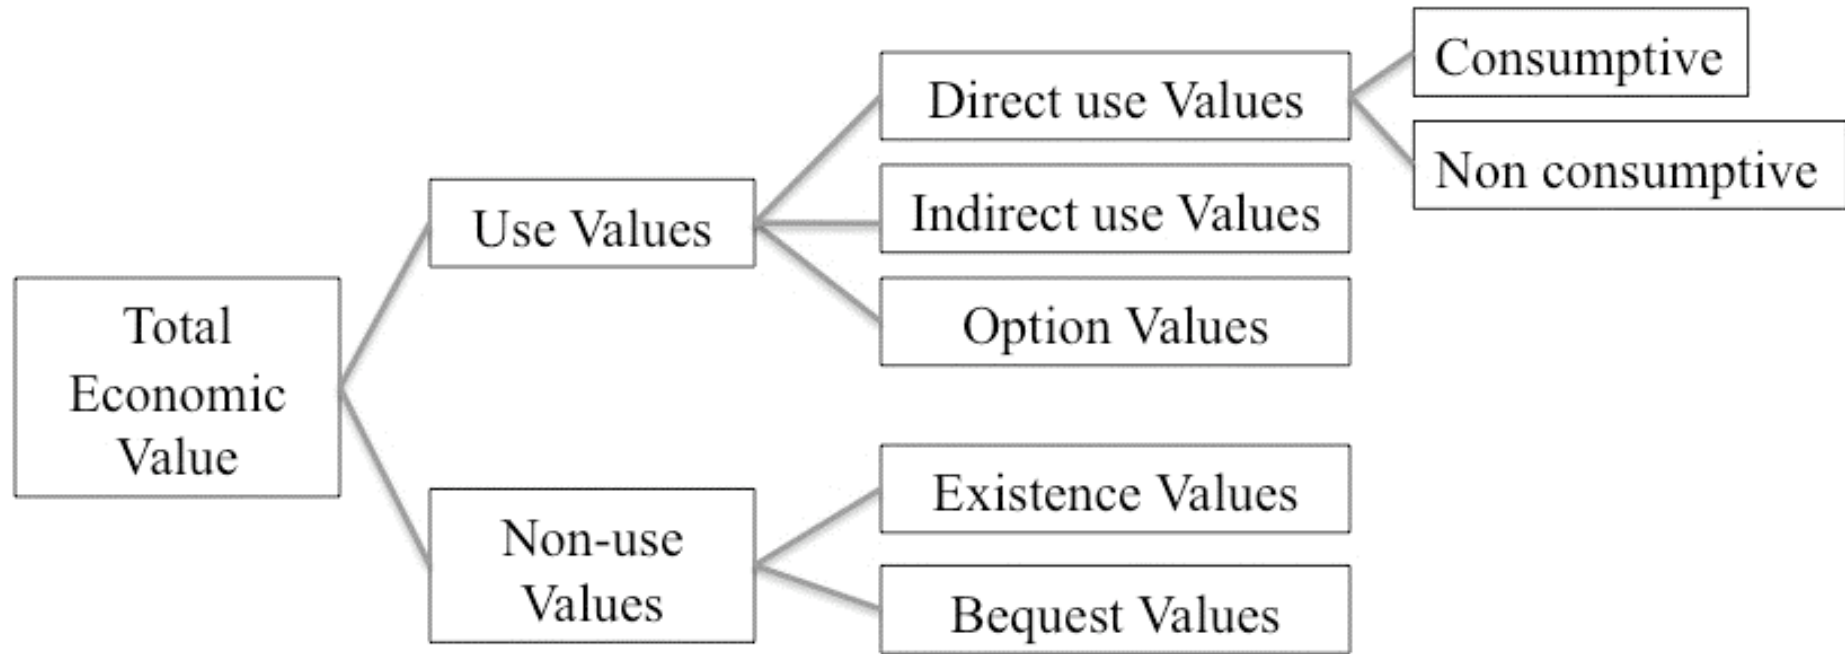 Total
Economic
Value
Use Values
Non-use
Values
Direct use Values
Indirect use Values
Option Values
Existence Values
Bequest Values
Consumptive
Non consumptive